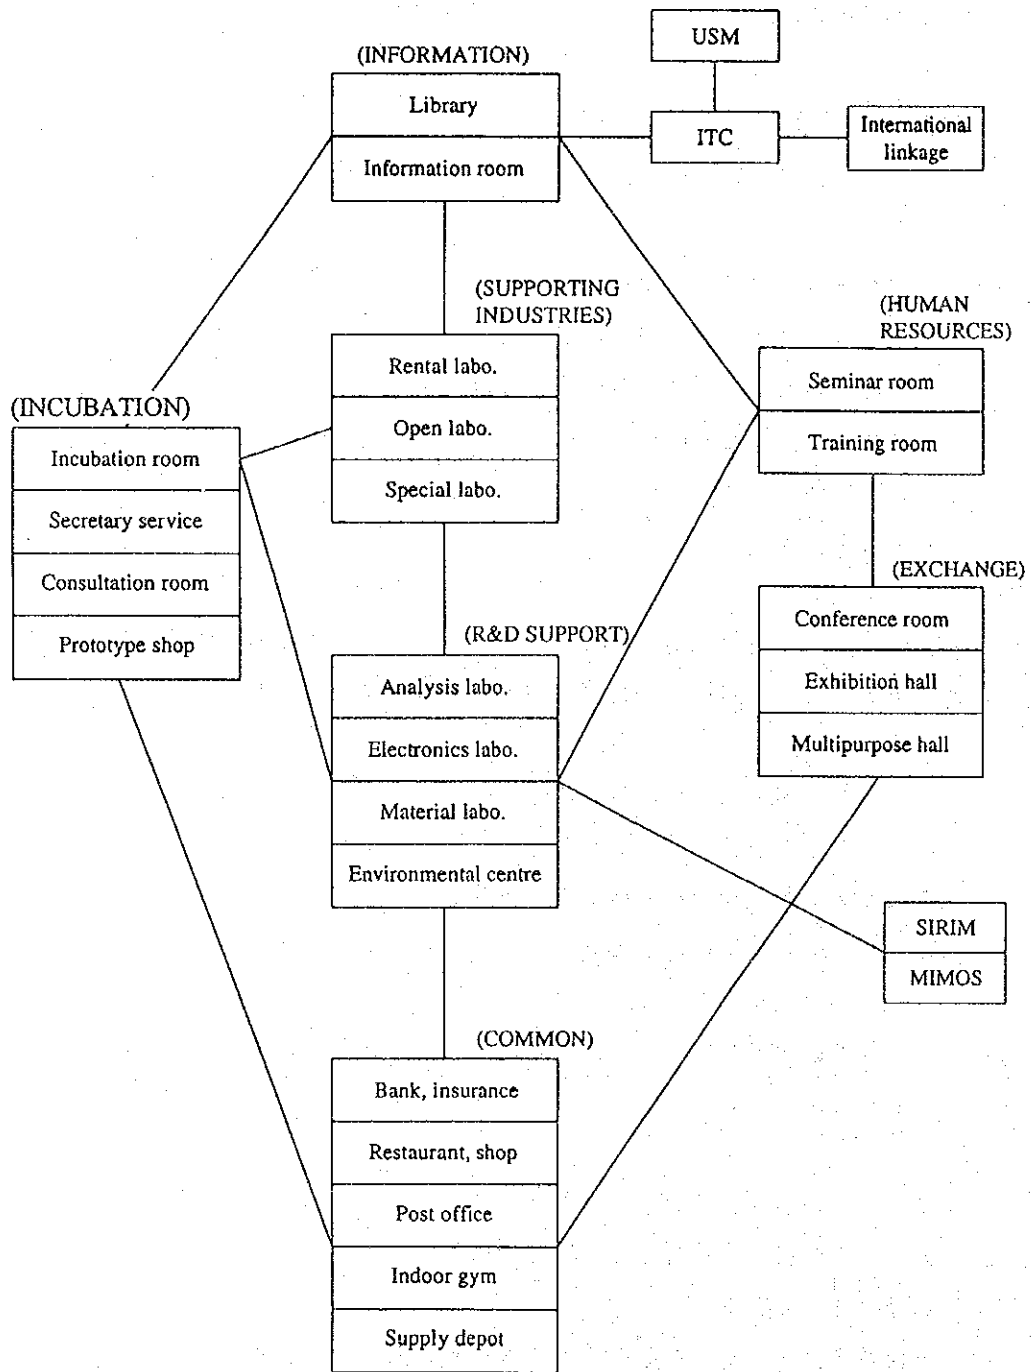 USM
(INFORMATION)
Library
ITC
International
linkage
Information room
(SUPPORTING
INDUSTRIES)
(HUMAN
RESOURCES)
Rental labo.
Seminar room
(INCUBATION)
Open labo.
Training room
Incubation room
Special labo.
Secretary service
Consultation room
(EXCHANGE)
Conference room
Prototype shop
(R&D SUPPORT)
Analysis labo.
Exhibition hall
Electronics labo.
Multipurpose hall
Material labo.
Environmental centre
SIRIM
MIMOS
(COMMON)
Bank, insurance
Restaurant, shop
Post office
Indoor gym
Supply depot